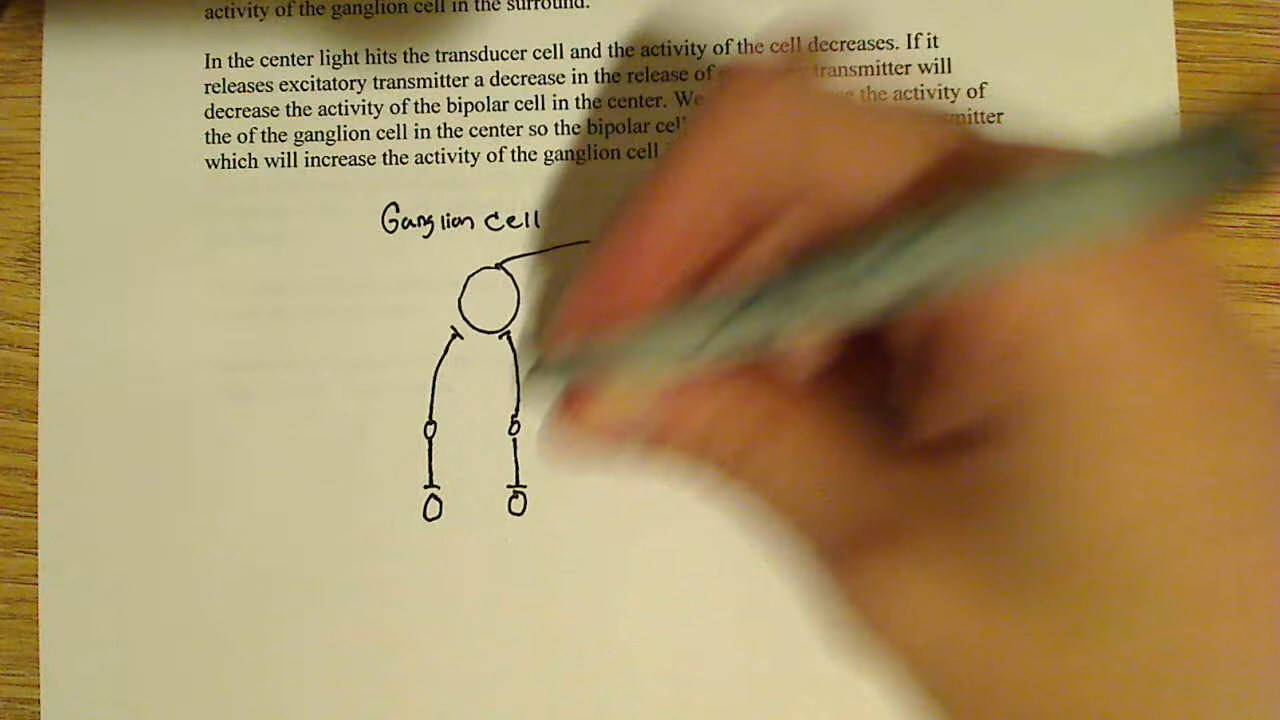 activity of the ganglion cell in the surround.
In the center light hits the transducer cell and the activity of the cell decreases. If it
releases excitatory transmitter a decrease in the release of transmitter will
decrease the activity of the bipolar cell in the center. We the activity of
the of the ganglion cell in the center so the bipolar
which will increase the activity of the ganglion cell
Ganglion cell